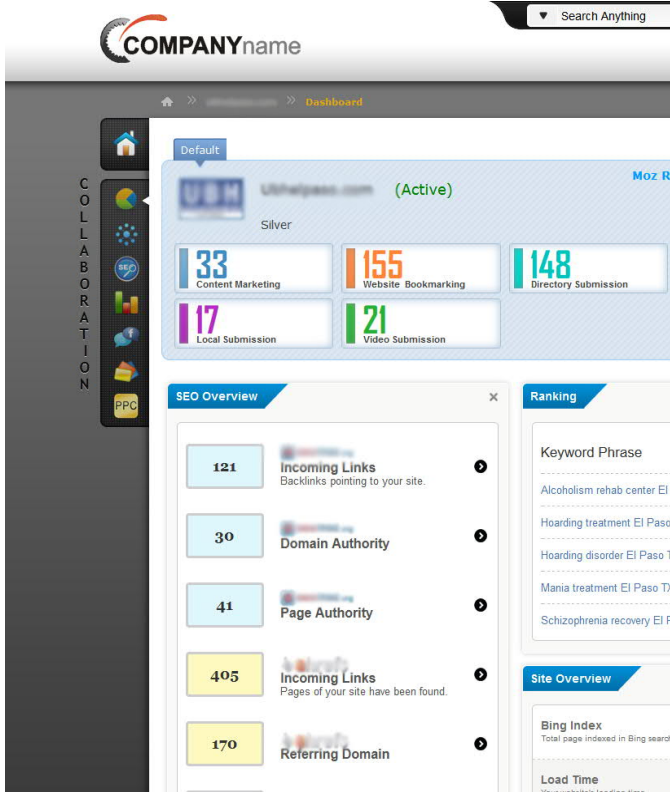 COMPANYname
Search Anything
Dashboard
COLLABORATION
Default
Moz R
(Active)
Silver
33
Content Marketing
155
Website Bookmarking
148
Directory Submission
17
Local Submission
21
Video Submission
SEO
PPC
SEO Overview
121
Incoming Links
Backlinks pointing to your site.
30
Domain Authority
41
Page Authority
405
Incoming Links
Pages of your site have been found.
170
Referring Domain
Ranking
Keyword Phrase
Alcoholism rehab center El
Hoarding treatment El Paso
Hoarding disorder El Paso T
Mania treatment El Paso TX
Schizophrenia recovery El P
Site Overview
Bing Index
Total page indexed in Bing search
Load Time